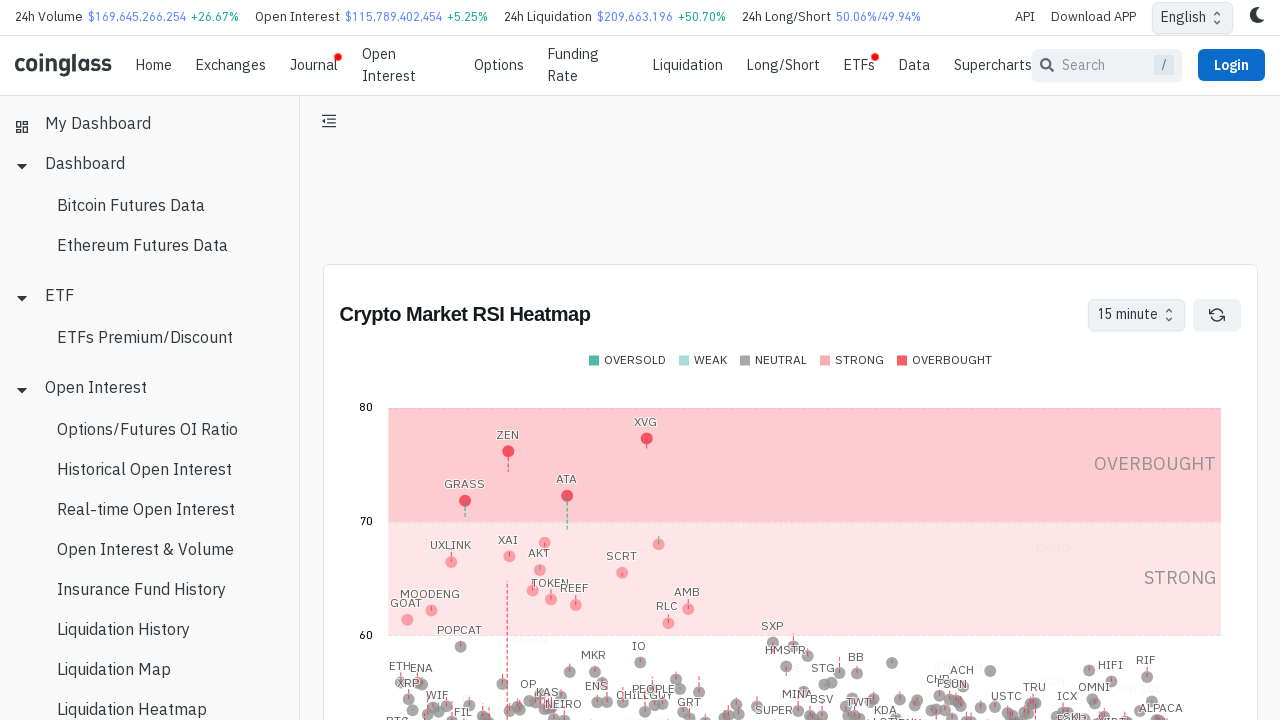 24h Volume $169,645,266,254 +26.67% Open Interest $115,789,402,454 +5.25% 24h Liquidation $209,663,196 +50.70% 24h Long/Short 50.06%/49.94% API Download APP English
coinglass Home Exchanges Journal Open Interest Options Funding Rate Liquidation Long/Short ETFs Data Supercharts Search / Login
My Dashboard
Dashboard
Bitcoin Futures Data
Ethereum Futures Data
ETF
ETFs Premium/Discount
Open Interest
Options/Futures OI Ratio
Historical Open Interest
Real-time Open Interest
Open Interest & Volume
Insurance Fund History
Liquidation History
Liquidation Map
Liquidation Heatmap
Crypto Market RSI Heatmap
15 minute
OVERSOLD WEAK NEUTRAL STRONG OVERBOUGHT
80
XVG
ZEN
OVERBOUGHT
GRASS
ATA
70
XAI
UXLINK
AKT
SCRT
STRONG
TOKEN
REEF
MOODENG
AMB
GOAT
RLC
60
SXP
POPCAT
IO
HMSTR
MKR
BB
ETH
ENA
STG
ACH
HIFI
RIF
XRP
OP
ENS
PEOPLE
FSUN
TRU
OMNI
WIF
KAS
CHILLGUY
MINA
BSV
TWT
USTC
ICX
NEIRO
GRT
SUPER
KDA
ALPACA
FIL